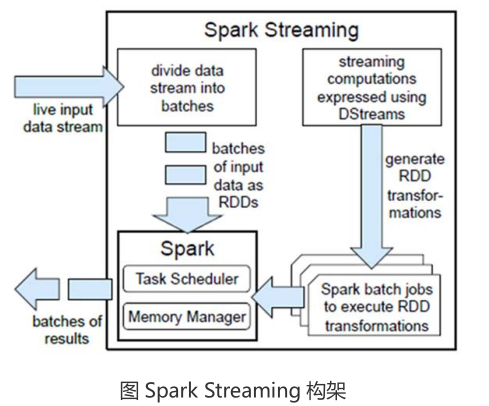 Spark Streaming
divide data
stream into
batches
streaming
computations
expressed using
DStreams
live input
data stream
batches
of input
data as
RDDs
generate
RDD
transfor-
mations
Spark
Task Scheduler
Memory Manager
Spark batch jobs
to execute RDD
transformations
batches of
results
图 Spark Streaming 构架